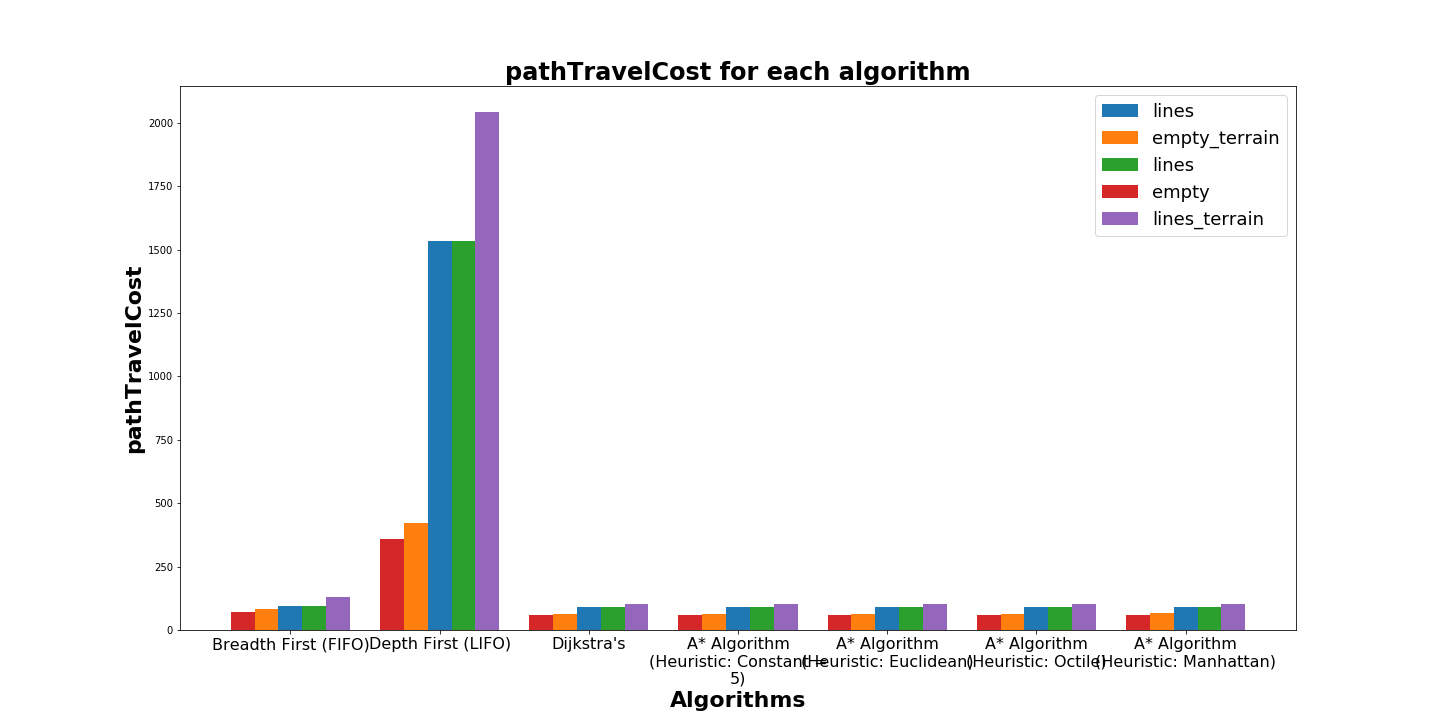 pathTravelCost for each algorithm
lines
empty_terrain
lines
empty
lines_terrain
pathTravelCost
2000
1750
1500
1250
1000
750
500
250
0
Breadth First (FIFO)
Depth First (LIFO)
Dijkstra's
A* Algorithm
(Heuristic: Constant =
5)
A* Algorithm
(Heuristic: Euclidean)
A* Algorithm
(Heuristic: Octile)
A* Algorithm
(Heuristic: Manhattan)
Algorithms